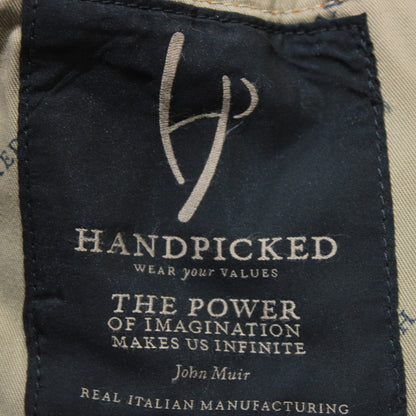 HANDPICKED
WEAR your VALUES
THE POWER
OF IMAGINATION
MAKES US INFINITE
John Muir
REAL ITALIAN MANUFACTURING